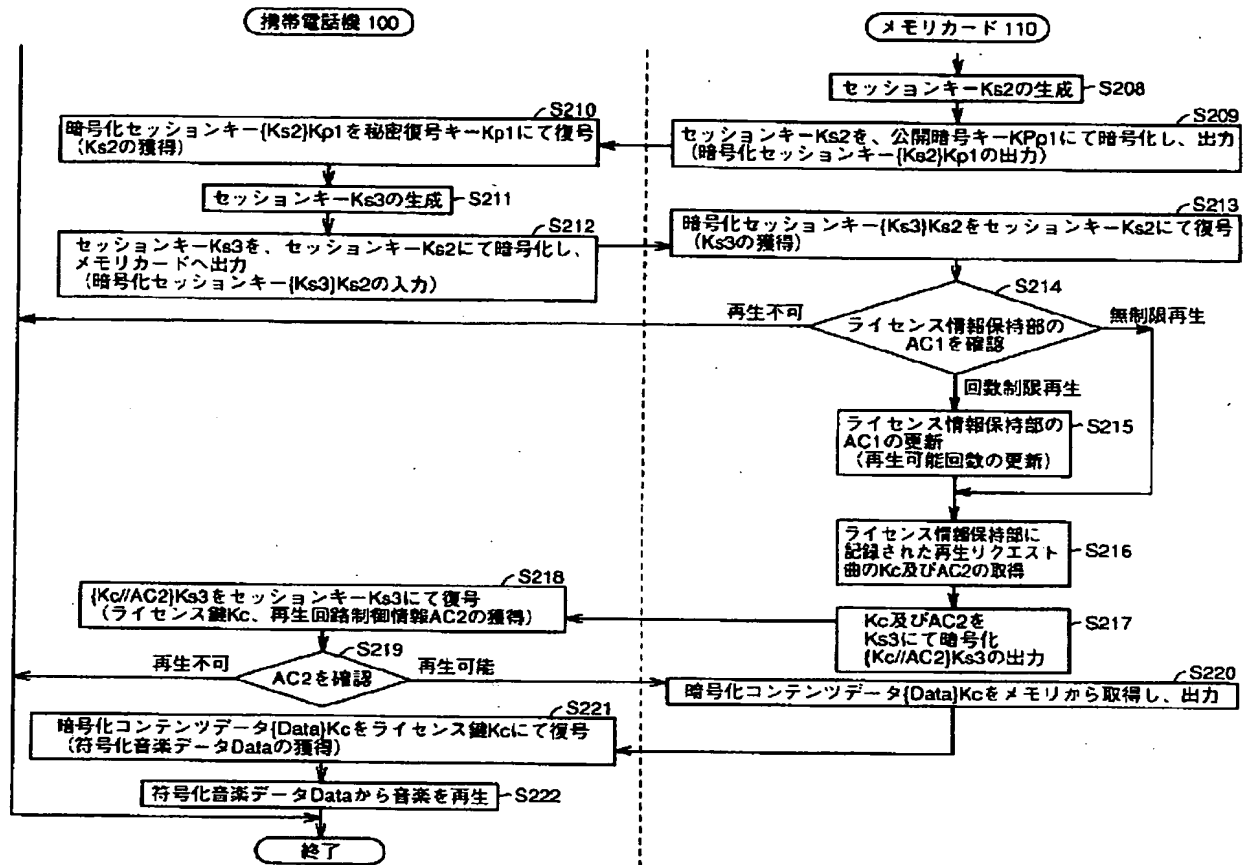 携帯電話機 100
メモリカード 110
セッションキーKs2の生成
S208
S209
セッションキーKs2を、公開暗号キーKPp1にて暗号化し、出力
(暗号化セッションキー{Ks2}Kp1の出力)
S210
暗号化セッションキー{Ks2}Kp1を秘密復号キーKp1にて復号
(Ks2の獲得)
セッションキーKs3の生成
S211
S212
セッションキーKs3を、セッションキーKs2にて暗号化し、
メモリカードへ出力
(暗号化セッションキー{Ks3}Ks2の入力)
S213
暗号化セッションキー{Ks3}Ks2をセッションキーKs2にて復号
(Ks3の獲得)
S214
再生不可
ライセンス情報保持部の
AC1を確認
無制限再生
回数制限再生
ライセンス情報保持部の
AC1の更新
(再生可能回数の更新)
S215
ライセンス情報保持部に
記録された再生リクエスト
曲のKc及びAC2の取得
S216
Kc及びAC2を
Ks3にて暗号化
{Kc//AC2}Ks3の出力
S217
S218
{Kc//AC2}Ks3をセッションキーKs3にて復号
(ライセンス鍵Kc、再生回路制御情報AC2の獲得)
S219
再生不可
AC2を確認
再生可能
S220
暗号化コンテンツデータ{Data}Kcをメモリから取得し、出力
S221
暗号化コンテンツデータ{Data}Kcをライセンス鍵Kcにて復号
(符号化音楽データDataの獲得)
符号化音楽データDataから音楽を再生
S222
終了